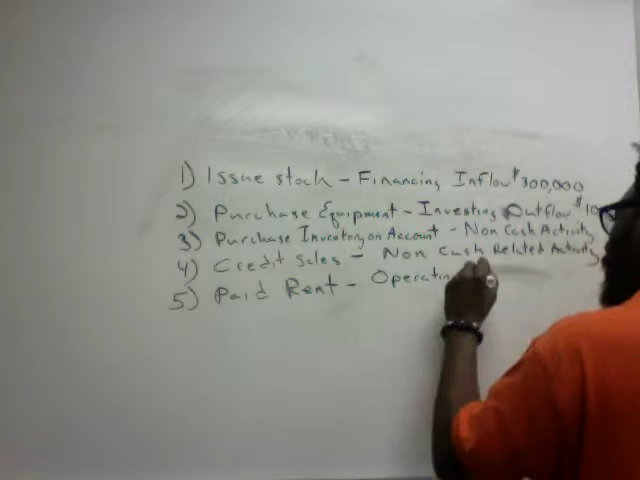 1) Issue stock - Financing Inflow $300,000
2) Purchase Equipment - Investing Outflow $10
3) Purchase Inventory on Account - Non Cash Activity
4) Credit Sales - Non Cash Related Activity
5) Paid Rent - Operatin